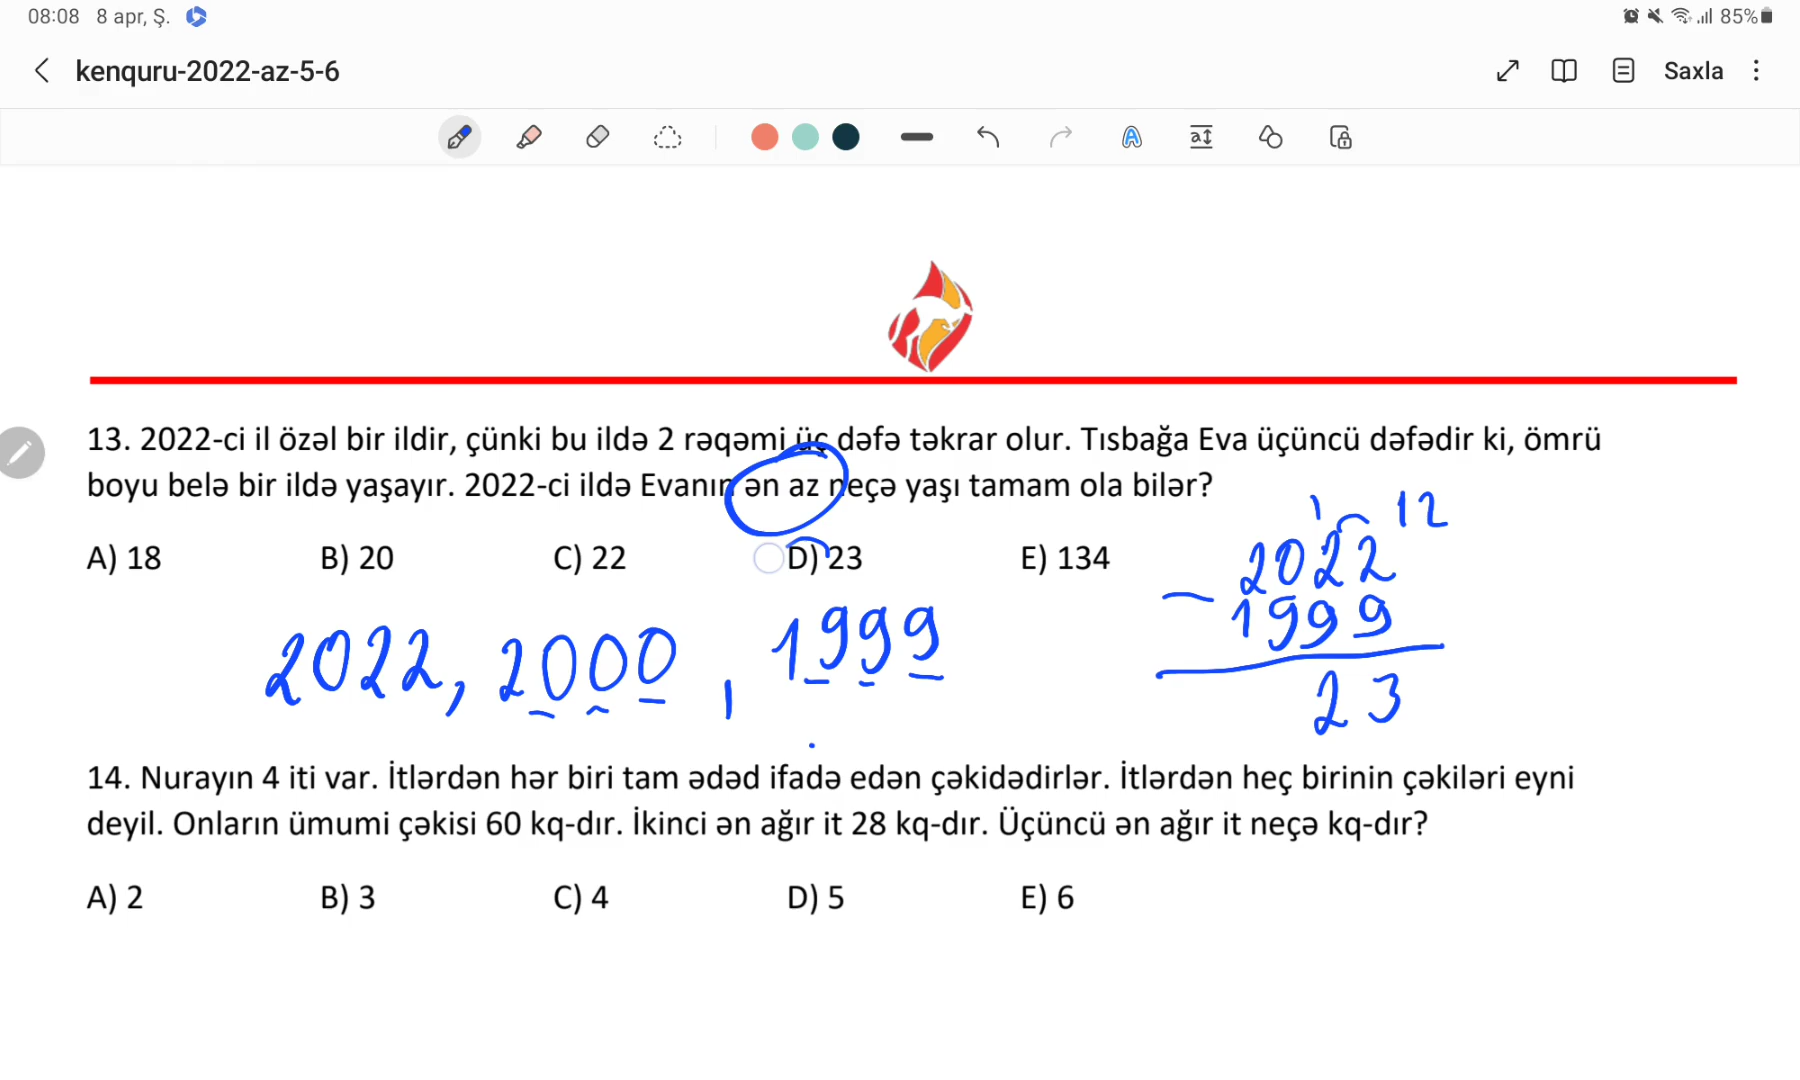 08:08 8 apr, Ş. 85%
kenquru-2022-az-5-6 Saxla
13. 2022-ci il özəl bir ildir, çünki bu ildə 2 rəqəmi üç dəfə təkrar olur. Tısbağa Eva üçüncü dəfədir ki, ömrü
boyu belə bir ildə yaşayır. 2022-ci ildə Evanın ən az neçə yaşı tamam ola bilər?
A) 18 B) 20 C) 22 D) 23 E) 134
1 12
2022
- 1999
23
2022, 2000, 1999
14. Nurayın 4 iti var. İtlərdən hər biri tam ədəd ifadə edən çəkidədirlər. İtlərdən heç birinin çəkiləri eyni
deyil. Onların ümumi çəkisi 60 kq-dır. İkinci ən ağır it 28 kq-dır. Üçüncü ən ağır it neçə kq-dır?
A) 2 B) 3 C) 4 D) 5 E) 6